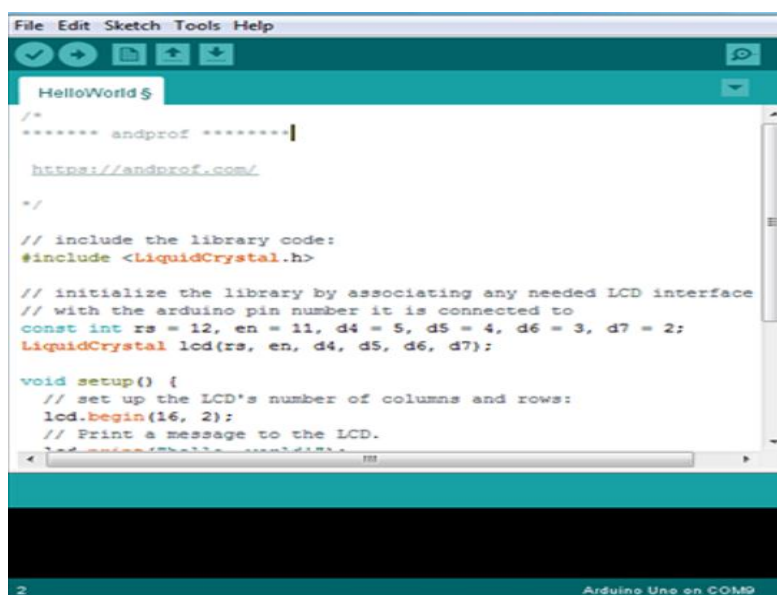 File Edit Sketch Tools Help
HelloWorld §
/*
******* andprof ********
https://andprof.com/
*/
// include the library code:
#include <LiquidCrystal.h>
// initialize the library by associating any needed LCD interface
// with the arduino pin number it is connected to
const int rs = 12, en = 11, d4 = 5, d5 = 4, d6 = 3, d7 = 2;
LiquidCrystal lcd(rs, en, d4, d5, d6, d7);
void setup() {
// set up the LCD's number of columns and rows:
lcd.begin(16, 2);
// Print a message to the LCD.
lcd.print("hello, world!");
2
Arduino Uno on COM9